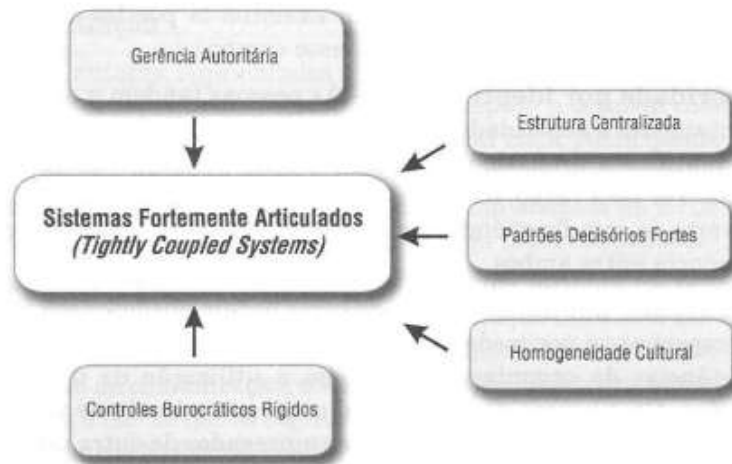 Gerência Autoritária
Estrutura Centralizada
Sistemas Fortemente Articulados
(Tightly Coupled Systems)
Padrões Decisórios Fortes
Homogeneidade Cultural
Controles Burocráticos Rígidos